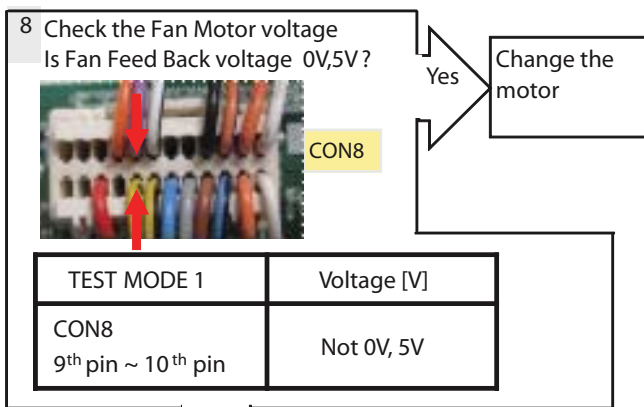 8 Check the Fan Motor voltage
Is Fan Feed Back voltage 0V,5V ?
Yes
Change the
motor
CON8
TEST MODE 1 Voltage [V]
CON8
9th pin ~ 10th pin
Not 0V, 5V